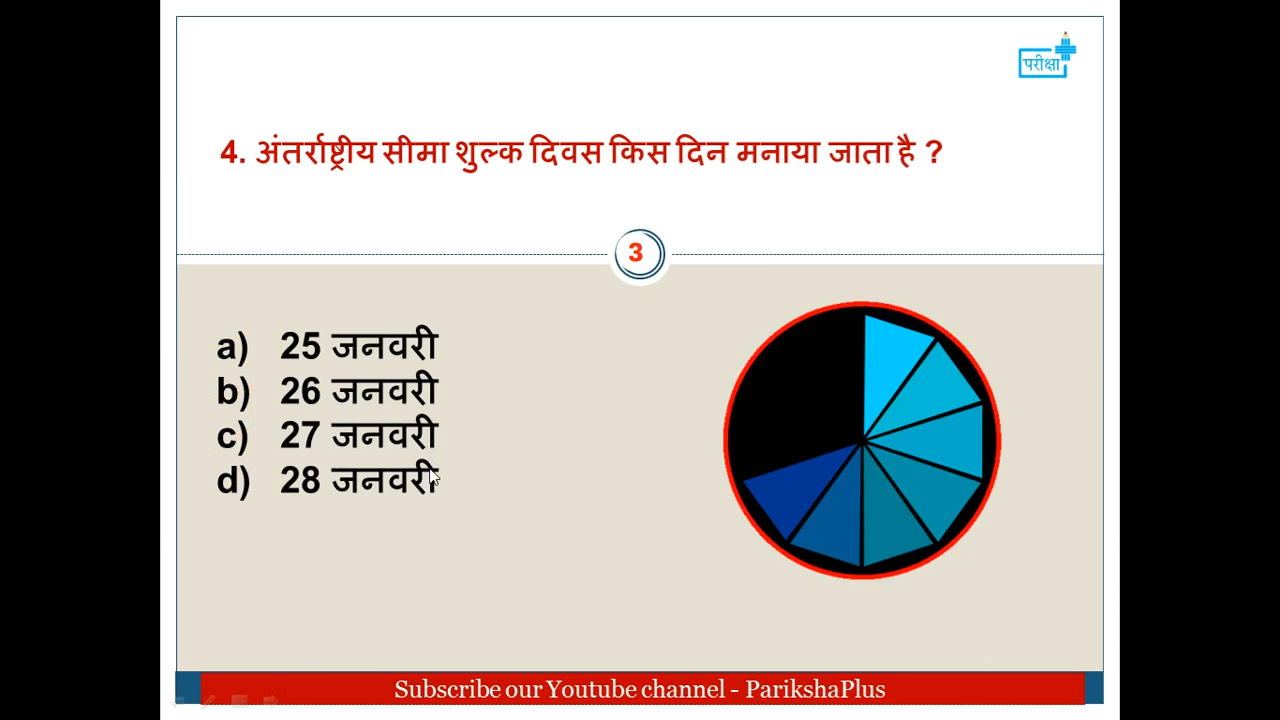 परीक्षा
4. अंतर्राष्ट्रीय सीमा शुल्क दिवस किस दिन मनाया जाता है ?
3
a) 25 जनवरी
b) 26 जनवरी
c) 27 जनवरी
d) 28 जनवरी
Subscribe our Youtube channel - ParikshaPlus